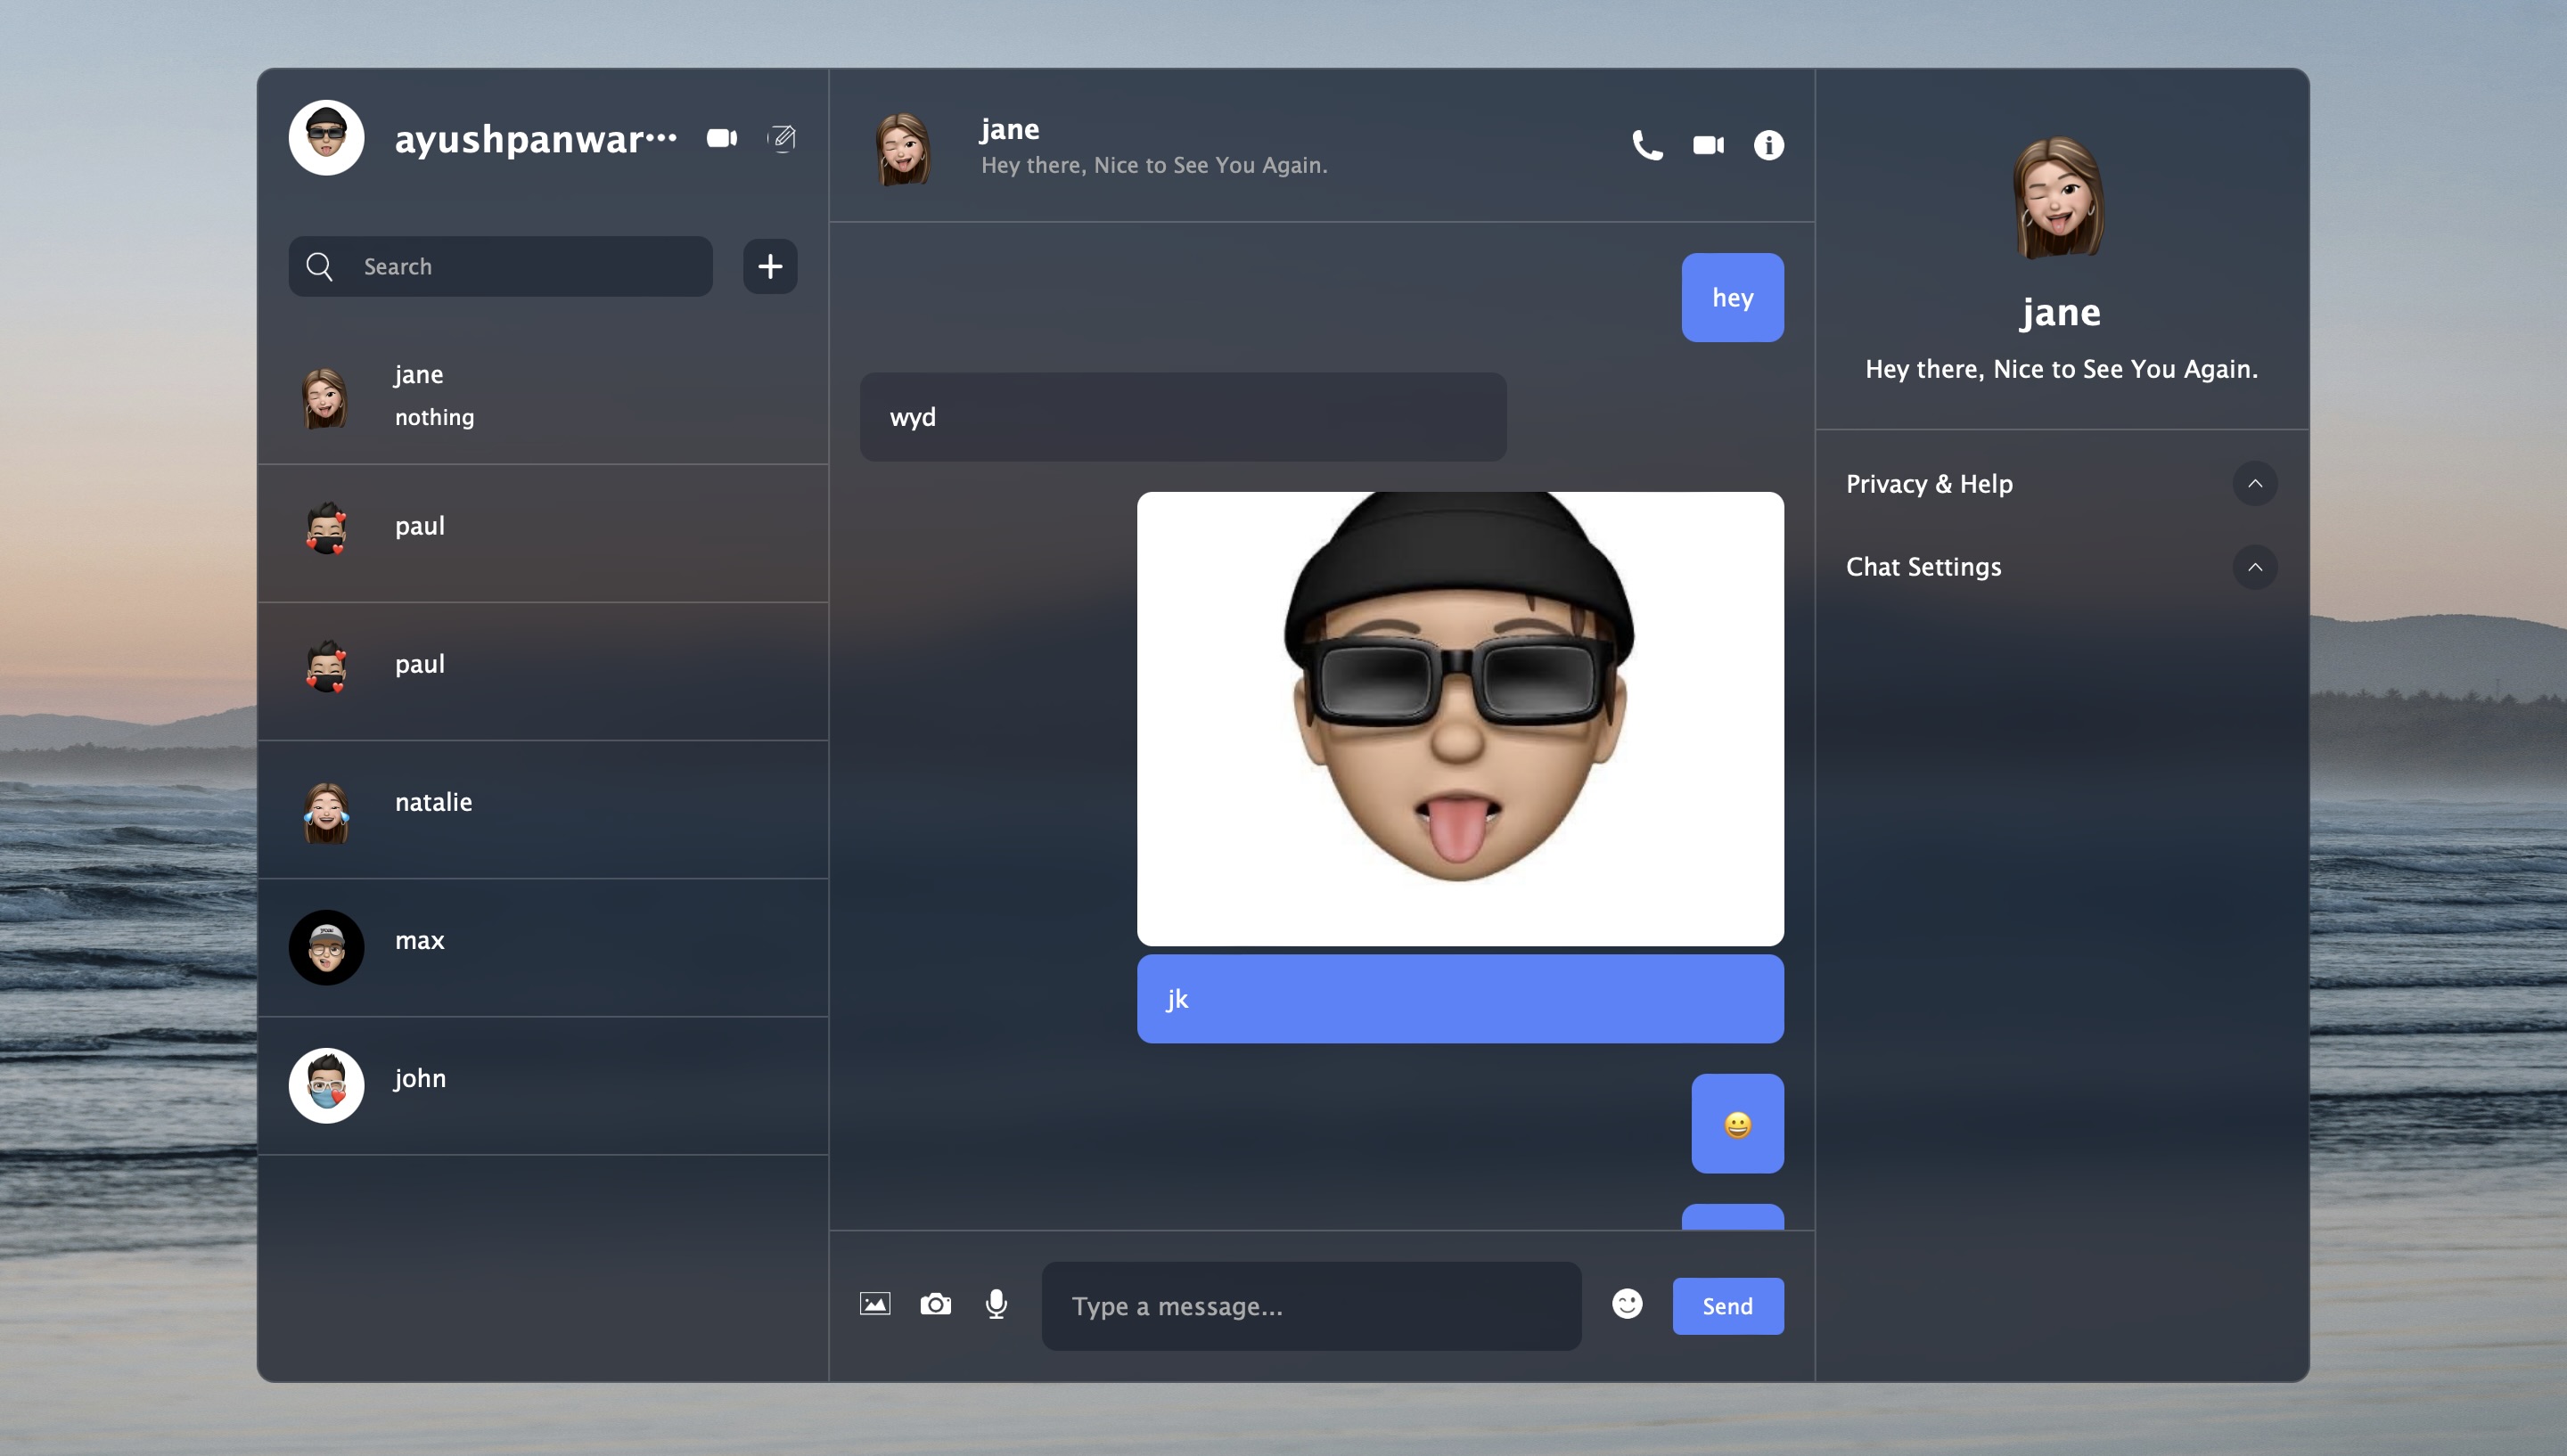 ayushpanwar•••
Search
jane
nothing
paul
paul
natalie
max
john
jane
Hey there, Nice to See You Again.
hey
wyd
jk
😀
Type a message...
Send
jane
Hey there, Nice to See You Again.
Privacy & Help
Chat Settings